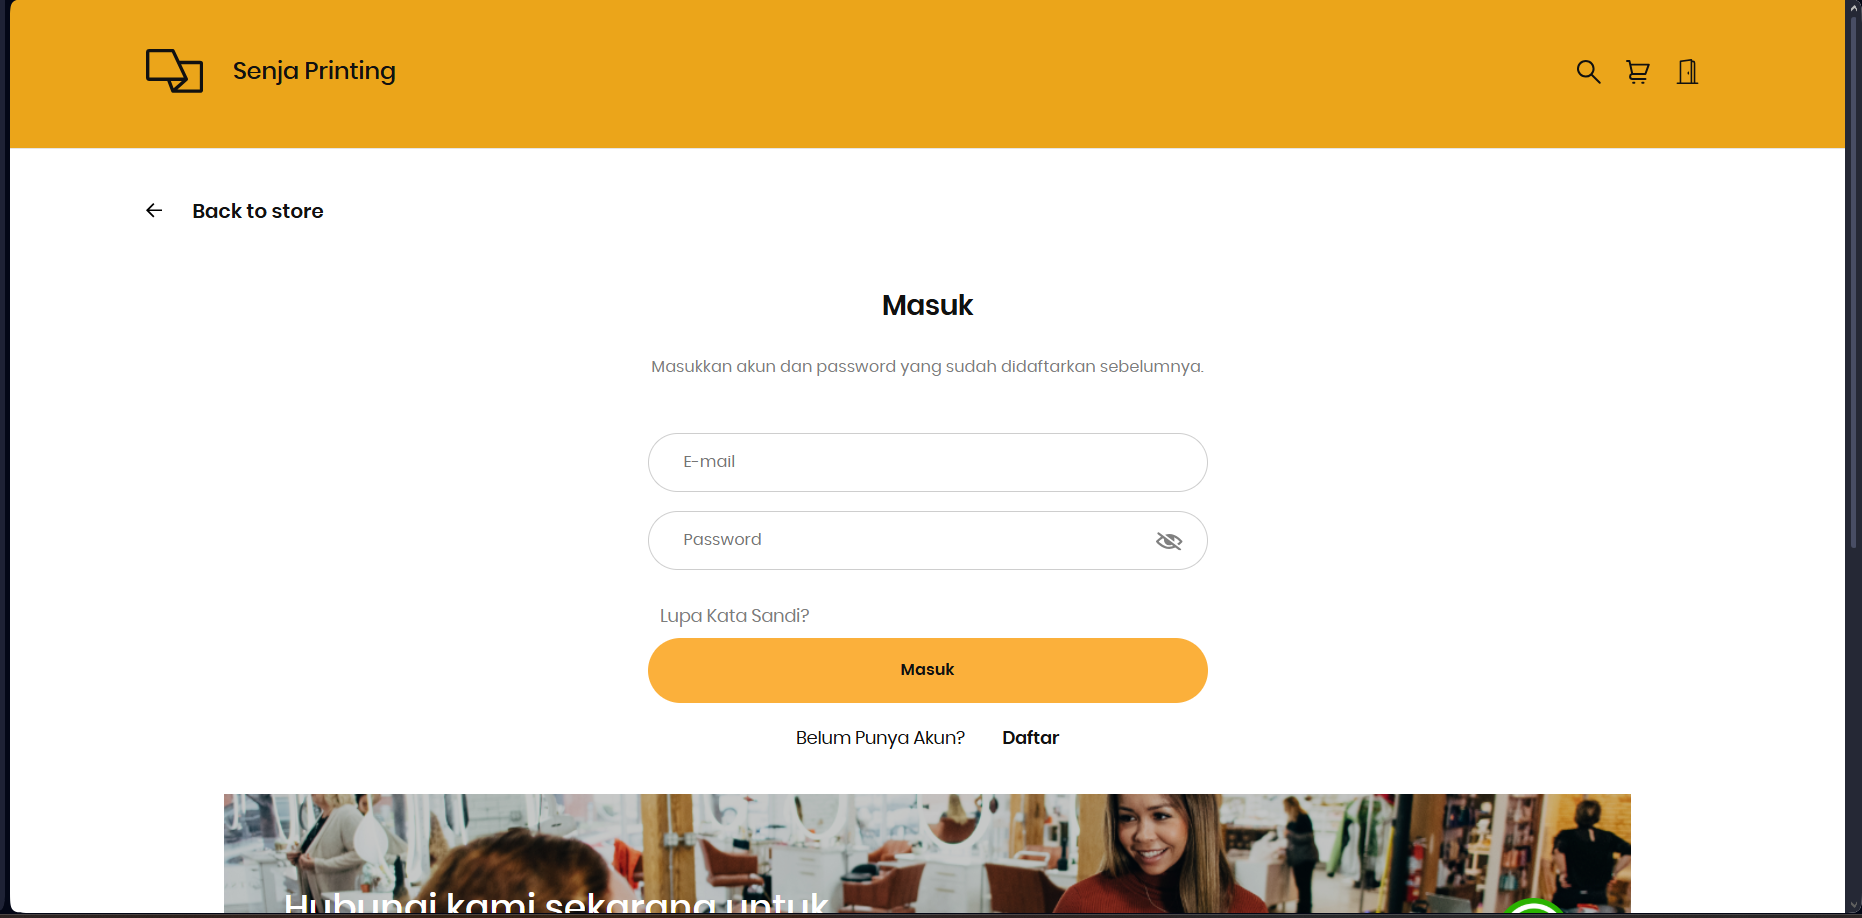 Senja Printing
Back to store
Masuk
Masukkan akun dan password yang sudah didaftarkan sebelumnya.
E-mail
Password
Lupa Kata Sandi?
Masuk
Belum Punya Akun? Daftar
Hubungi kami sekarang untuk